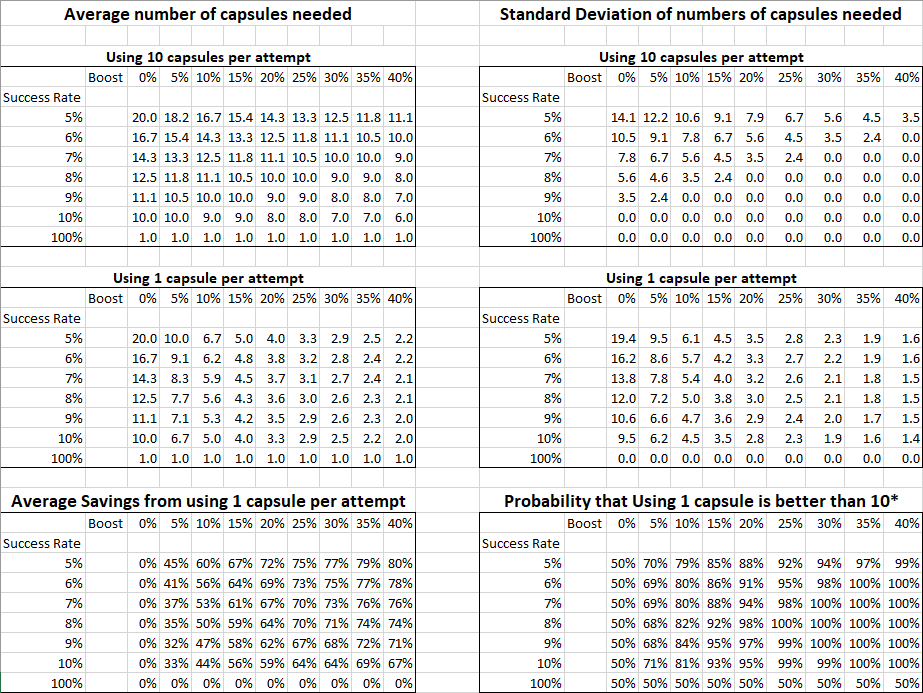 Average number of capsules needed Standard Deviation of numbers of capsules needed
Using 10 capsules per attempt Using 10 capsules per attempt
Boost 0% 5% 10% 15% 20% 25% 30% 35% 40% Boost 0% 5% 10% 15% 20% 25% 30% 35% 40%
Success Rate Success Rate
5% 20.0 18.2 16.7 15.4 14.3 13.3 12.5 11.8 11.1 5% 14.1 12.2 10.6 9.1 7.9 6.7 5.6 4.5 3.5
6% 16.7 15.4 14.3 13.3 12.5 11.8 11.1 10.5 10.0 6% 10.5 9.1 7.8 6.7 5.6 4.5 3.5 2.4 0.0
7% 14.3 13.3 12.5 11.8 11.1 10.5 10.0 10.0 9.0 7% 7.8 6.7 5.6 4.5 3.5 2.4 0.0 0.0 0.0
8% 12.5 11.8 11.1 10.5 10.0 10.0 9.0 9.0 8.0 8% 5.6 4.6 3.5 2.4 0.0 0.0 0.0 0.0 0.0
9% 11.1 10.5 10.0 10.0 9.0 9.0 8.0 8.0 7.0 9% 3.5 2.4 0.0 0.0 0.0 0.0 0.0 0.0 0.0
10% 10.0 10.0 9.0 9.0 8.0 8.0 7.0 7.0 6.0 10% 0.0 0.0 0.0 0.0 0.0 0.0 0.0 0.0 0.0
100% 1.0 1.0 1.0 1.0 1.0 1.0 1.0 1.0 1.0 100% 0.0 0.0 0.0 0.0 0.0 0.0 0.0 0.0 0.0
Using 1 capsule per attempt Using 1 capsule per attempt
Boost 0% 5% 10% 15% 20% 25% 30% 35% 40% Boost 0% 5% 10% 15% 20% 25% 30% 35% 40%
Success Rate Success Rate
5% 20.0 10.0 6.7 5.0 4.0 3.3 2.9 2.5 2.2 5% 19.4 9.5 6.1 4.5 3.5 2.8 2.3 1.9 1.6
6% 16.7 9.1 6.2 4.8 3.8 3.2 2.8 2.4 2.2 6% 16.2 8.6 5.7 4.2 3.3 2.7 2.2 1.9 1.6
7% 14.3 8.3 5.9 4.5 3.7 3.1 2.7 2.4 2.1 7% 13.8 7.8 5.4 4.0 3.2 2.6 2.1 1.8 1.5
8% 12.5 7.7 5.6 4.3 3.6 3.0 2.6 2.3 2.1 8% 12.0 7.2 5.0 3.8 3.0 2.5 2.1 1.8 1.5
9% 11.1 7.1 5.3 4.2 3.5 2.9 2.6 2.3 2.0 9% 10.6 6.6 4.7 3.6 2.9 2.4 2.0 1.7 1.5
10% 10.0 6.7 5.0 4.0 3.3 2.9 2.5 2.2 2.0 10% 9.5 6.2 4.5 3.5 2.8 2.3 1.9 1.6 1.4
100% 1.0 1.0 1.0 1.0 1.0 1.0 1.0 1.0 1.0 100% 0.0 0.0 0.0 0.0 0.0 0.0 0.0 0.0 0.0
Average Savings from using 1 capsule per attempt Probability that Using 1 capsule is better than 10*
Boost 0% 5% 10% 15% 20% 25% 30% 35% 40% Boost 0% 5% 10% 15% 20% 25% 30% 35% 40%
Success Rate Success Rate
5% 0% 45% 60% 67% 72% 75% 77% 79% 80% 5% 50% 70% 79% 85% 88% 92% 94% 97% 99%
6% 0% 41% 56% 64% 69% 73% 75% 77% 78% 6% 50% 69% 80% 86% 91% 95% 98% 100% 100%
7% 0% 37% 53% 61% 67% 70% 73% 76% 76% 7% 50% 69% 80% 88% 94% 98% 100% 100% 100%
8% 0% 35% 50% 59% 64% 70% 71% 74% 74% 8% 50% 68% 82% 92% 98% 100% 100% 100% 100%
9% 0% 32% 47% 58% 62% 67% 68% 72% 71% 9% 50% 68% 84% 95% 97% 99% 100% 100% 100%
10% 0% 33% 44% 56% 59% 64% 64% 69% 67% 10% 50% 71% 81% 93% 95% 99% 99% 100% 100%
100% 0% 0% 0% 0% 0% 0% 0% 0% 0% 100% 50% 50% 50% 50% 50% 50% 50% 50% 50%